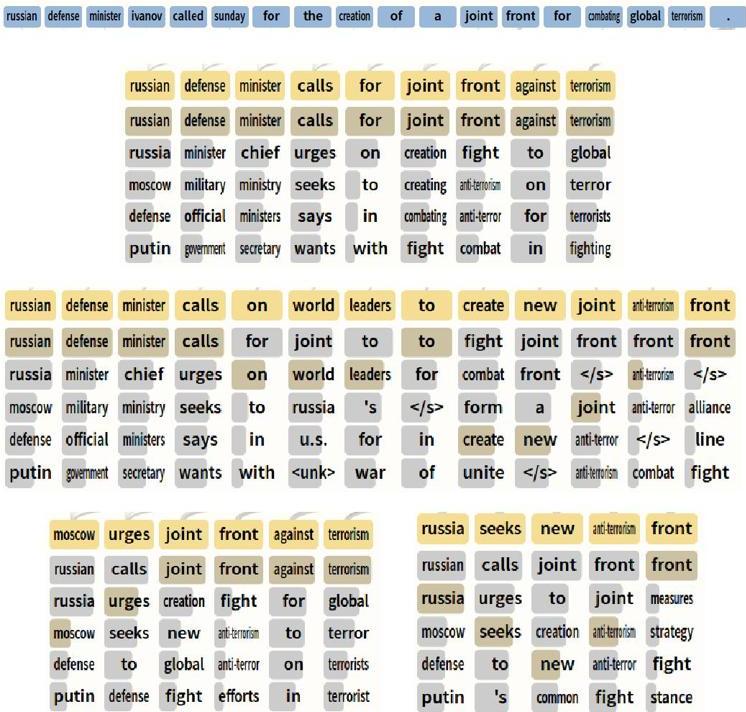 russian defense minister ivanov called sunday for the creation of a joint front for combating global terrorism .
russian defense minister calls for joint front against terrorism
russian defense minister calls for joint front against terrorism
russia minister chief urges on creation fight to global
moscow military ministry seeks to creating anti-terrorism on terror
defense official ministers says in combating anti-terror for terrorists
putin government secretary wants with fight combat in fighting
russian defense minister calls on world leaders to create new joint anti-terrorism front
russian defense minister calls for joint to to fight joint front front front
russia minister chief urges on world leaders for combat front </s> anti-terrorism </s>
moscow military ministry seeks to russia 's </s> form a joint anti-terror alliance
defense official ministers says in u.s. for in create new anti-terror </s> line
putin government secretary wants with <unk> war of unite </s> anti-terrorism combat fight
moscow urges joint front against terrorism
russian calls joint front against terrorism
russia urges creation fight for global
moscow seeks new anti-terrorism to terror
defense to global anti-terror on terrorists
putin defense fight efforts in terrorist
russia seeks new anti-terrorism front
russian calls joint front front
russia urges to joint measures
moscow seeks creation anti-terrorism strategy
defense to new anti-terror fight
putin 's common fight stance